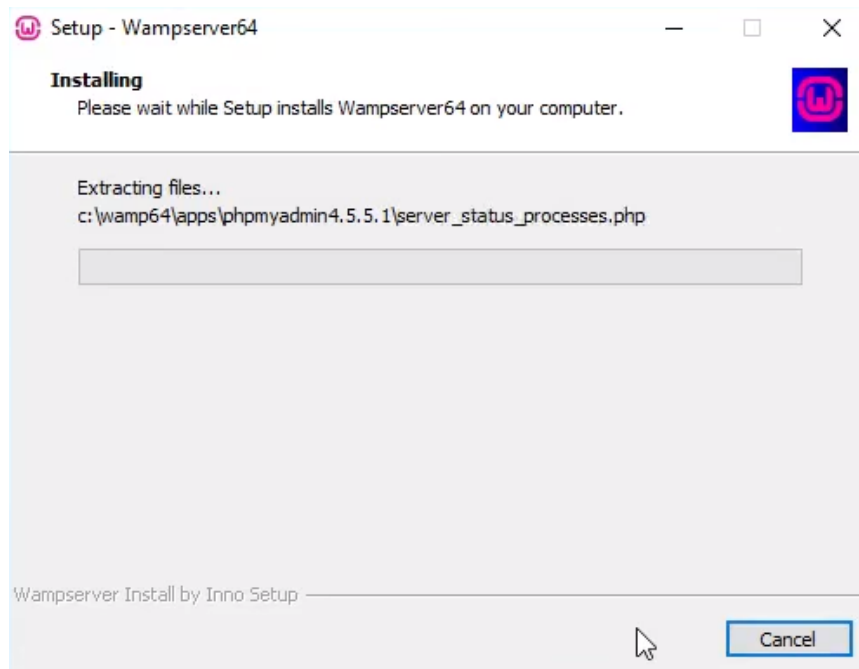 Setup - Wampserver64
Installing
Please wait while Setup installs Wampserver64 on your computer.
Extracting files...
c:\wamp64\apps\phpmyadmin4.5.5.1\server_status_processes.php
Wampserver Install by Inno Setup
Cancel